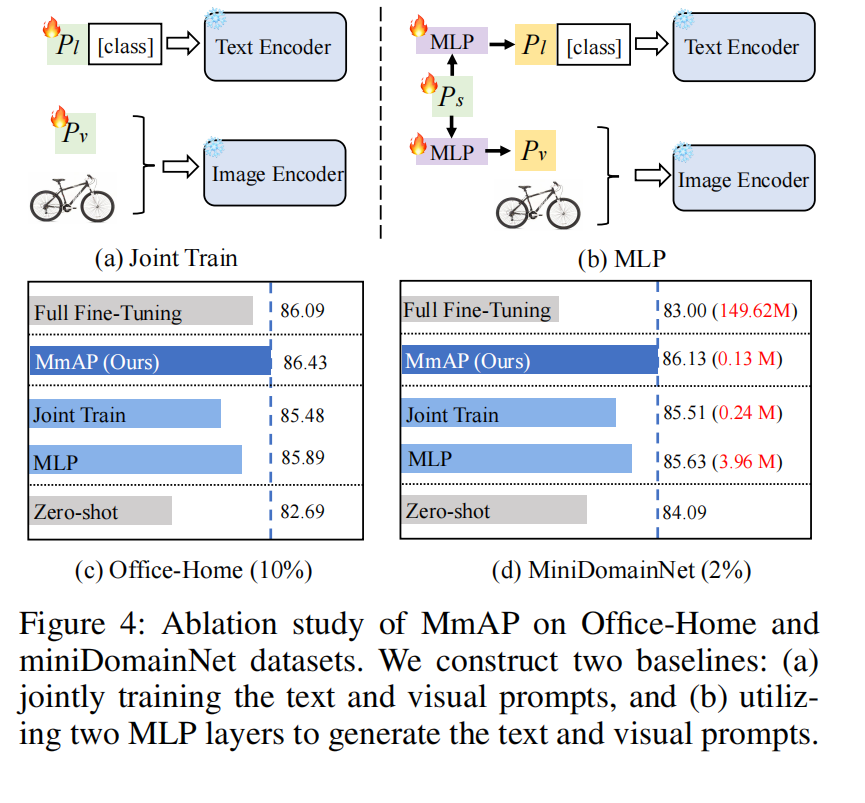 Pl [class] Text Encoder
Pv
Image Encoder
(a) Joint Train
MLP Pl [class] Text Encoder
Ps
MLP Pv
Image Encoder
(b) MLP
Full Fine-Tuning 86.09
MmAP (Ours) 86.43
Joint Train 85.48
MLP 85.89
Zero-shot 82.69
(c) Office-Home (10%)
Full Fine-Tuning 83.00 (149.62M)
MmAP (Ours) 86.13 (0.13 M)
Joint Train 85.51 (0.24 M)
MLP 85.63 (3.96 M)
Zero-shot 84.09
(d) MiniDomainNet (2%)
Figure 4: Ablation study of MmAP on Office-Home and
miniDomainNet datasets. We construct two baselines: (a)
jointly training the text and visual prompts, and (b) utiliz-
ing two MLP layers to generate the text and visual prompts.